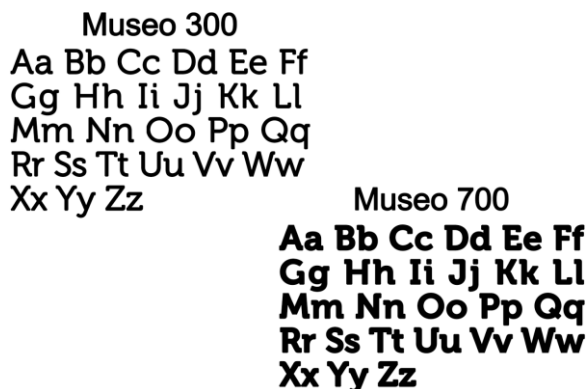 Museo 300
Aa Bb Cc Dd Ee Ff
Gg Hh Ii Jj Kk Ll
Mm Nn Oo Pp Qq
Rr Ss Tt Uu Vv Ww
Xx Yy Zz
Museo 700
Aa Bb Cc Dd Ee Ff
Gg Hh Ii Jj Kk Ll
Mm Nn Oo Pp Qq
Rr Ss Tt Uu Vv Ww
Xx Yy Zz